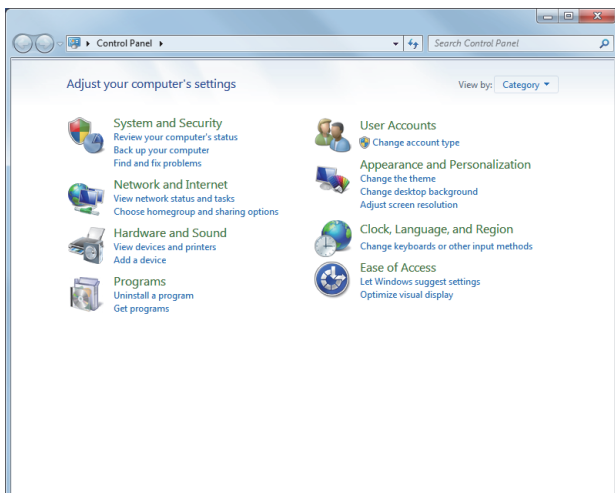 Control Panel
Search Control Panel
Adjust your computer's settings
View by: Category
System and Security
Review your computer's status
Back up your computer
Find and fix problems
Network and Internet
View network status and tasks
Choose homegroup and sharing options
Hardware and Sound
View devices and printers
Add a device
Programs
Uninstall a program
Get programs
User Accounts
Change account type
Appearance and Personalization
Change the theme
Change desktop background
Adjust screen resolution
Clock, Language, and Region
Change keyboards or other input methods
Ease of Access
Let Windows suggest settings
Optimize visual display